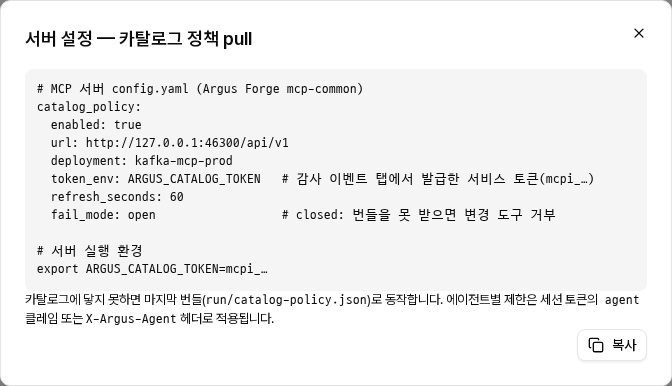 서버 설정 — 카탈로그 정책 pull
# MCP 서버 config.yaml (Argus Forge mcp-common)
catalog_policy:
  enabled: true
  url: http://127.0.0.1:46300/api/v1
  deployment: kafka-mcp-prod
  token_env: ARGUS_CATALOG_TOKEN   # 감사 이벤트 탭에서 발급한 서비스 토큰(mcpi_…)
  refresh_seconds: 60
  fail_mode: open                  # closed: 번들을 못 받으면 변경 도구 거부
# 서버 실행 환경
export ARGUS_CATALOG_TOKEN=mcpi_…
카탈로그에 닿지 못하면 마지막 번들(run/catalog-policy.json)로 동작합니다. 에이전트별 제한은 세션 토큰의 agent
클레임 또는 X-Argus-Agent 헤더로 적용됩니다.
복사